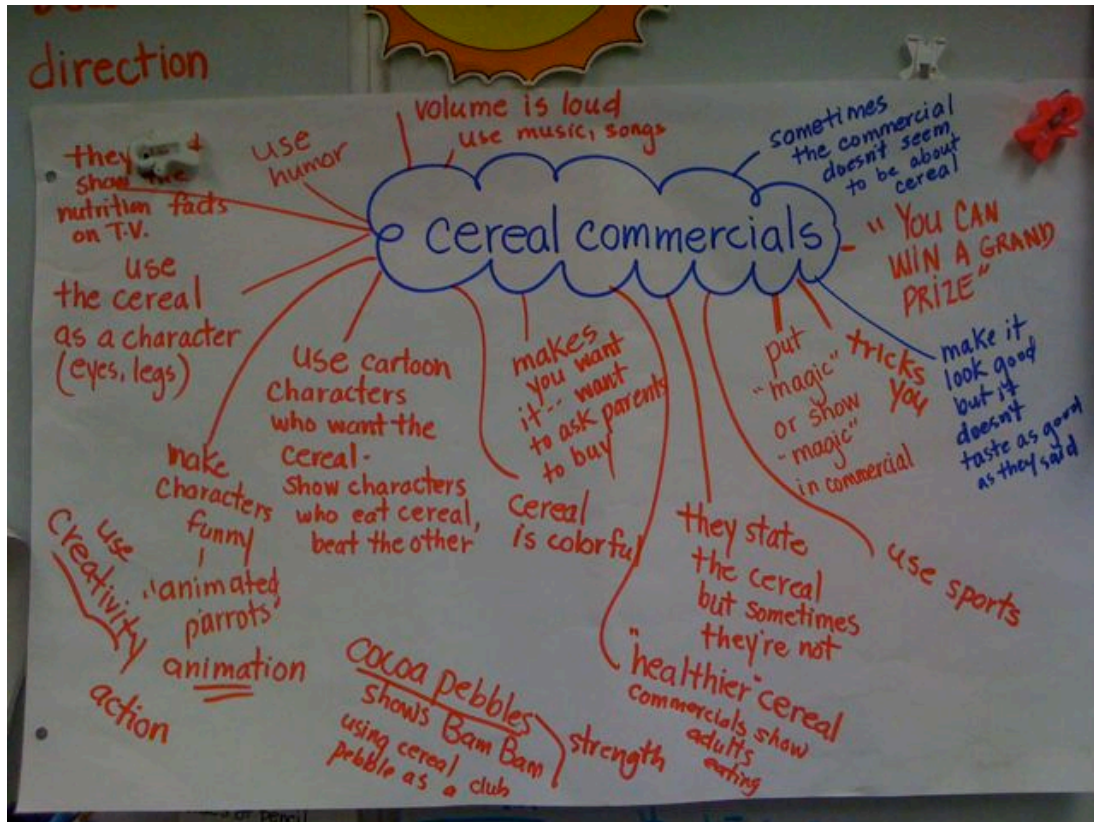 direction
volume is loud
use music, songs
use
humor
they
show the
nutrition facts
on T.V.
use
the cereal
as a character
(eyes, legs)
cereal commercials
sometimes
the commercial
doesn't seem
to be about
cereal
"YOU CAN
WIN A GRAND
PRIZE"
make it
look good
but it
doesn't
taste as good
as they said
tricks
you
put
"magic"
or show
"magic"
in commercial
makes
you want
it... want
to ask parents
to buy
use cartoon
characters
who want the
cereal.
Show characters
who eat cereal,
beat the other
cereal
is colorful
make
characters
funny
"animated
parrots"
animation
use
creativity
action
they state
the cereal
but sometimes
they're not
use sports
"healthier" cereal
commercials show
adults
eating
cocoa pebbles
shows Bam Bam
using cereal
pebble as a club
strength